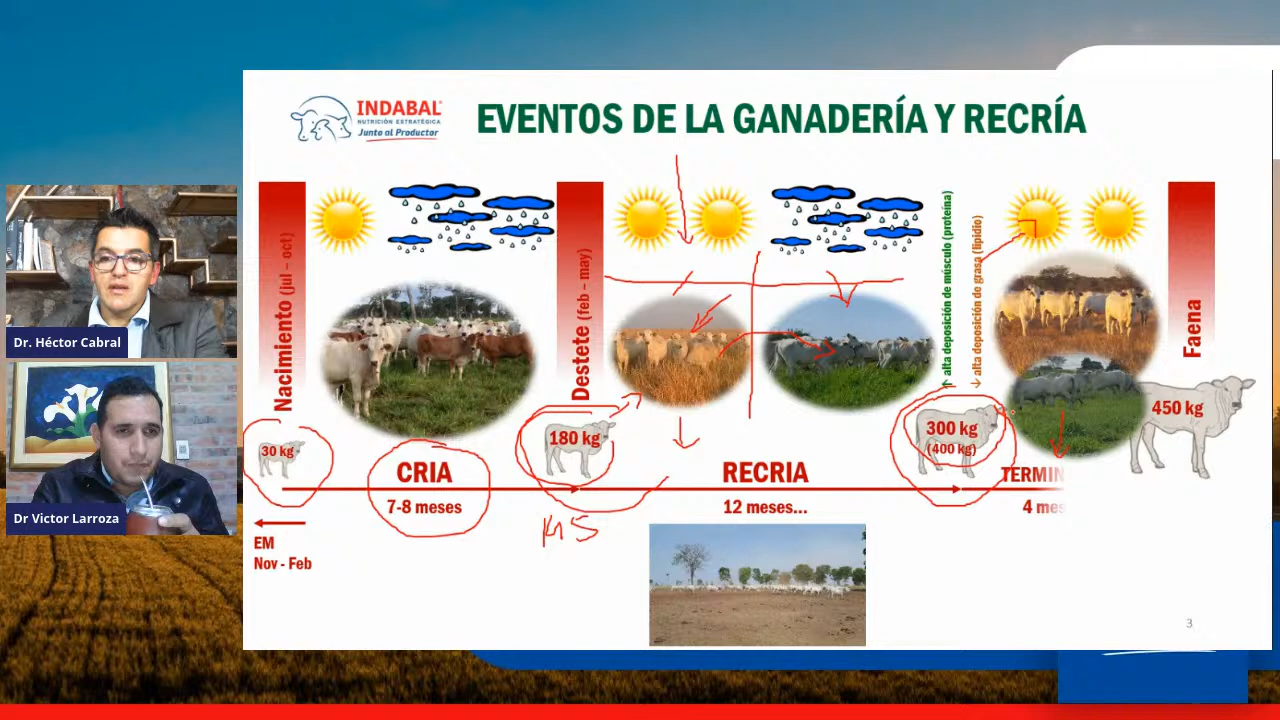 INDABAL
NUTRICIÓN ESTRATÉGICA
Junto al Productor
EVENTOS DE LA GANADERÍA Y RECRÍA
Nacimiento (jul – oct)
Destete (feb – may)
↑ alta deposición de músculo (proteína)
↓ alta deposición de grasa (lipidio)
Faena
Dr. Héctor Cabral
Dr Victor Larroza
30 kg
180 kg
300 kg
(400 kg)
450 kg
CRIA
RECRIA
TERMIN
7-8 meses
12 meses...
4 mes
EM
Nov - Feb
3